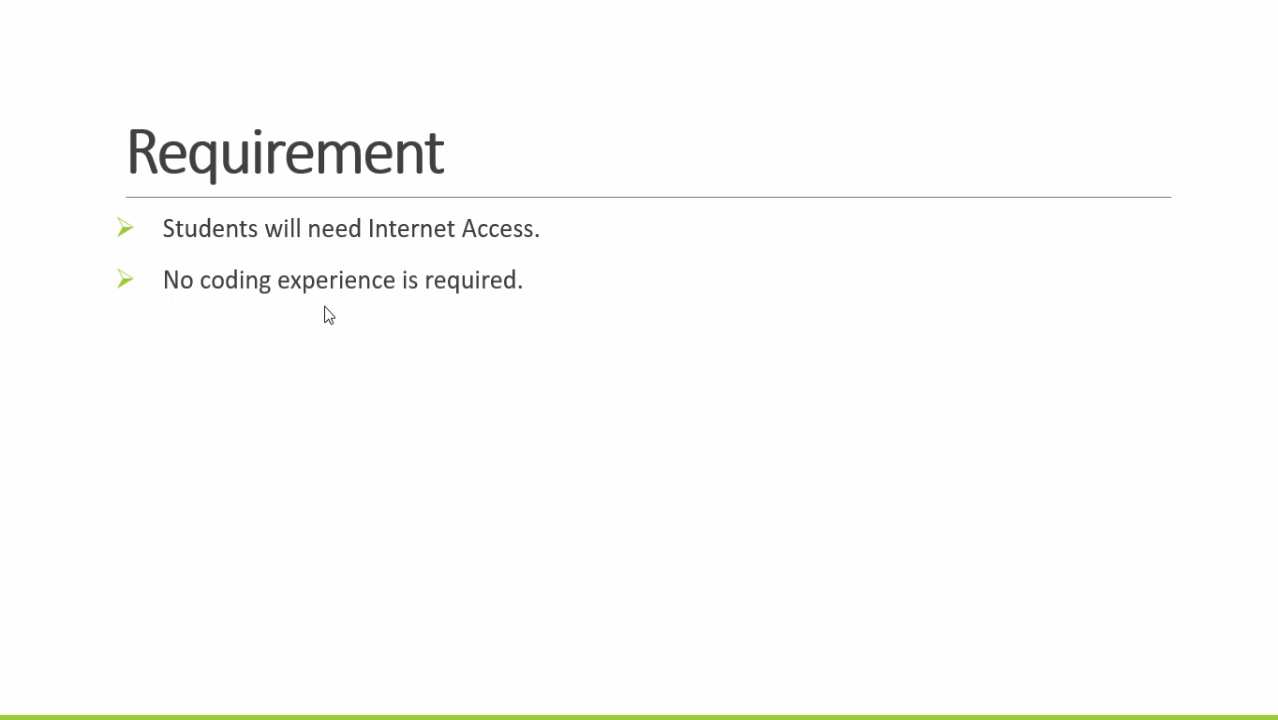 Requirement
Students will need Internet Access.
No coding experience is required.